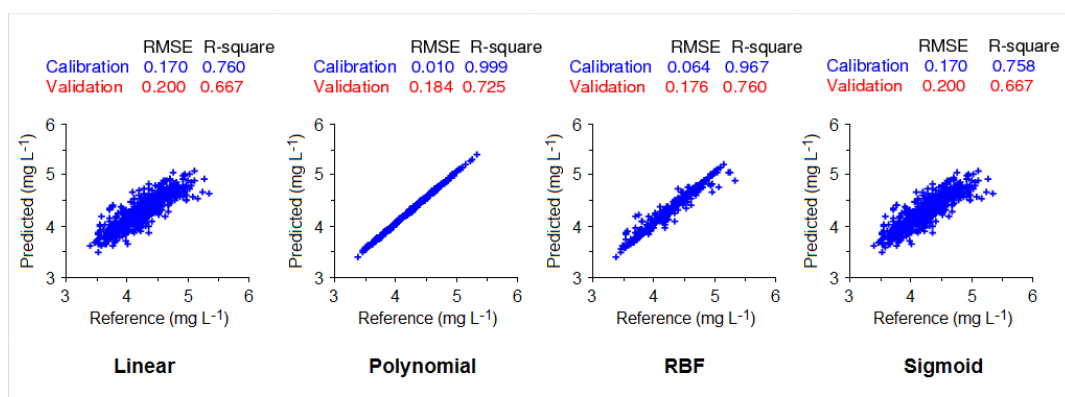 RMSE R-square
Calibration 0.170 0.760
Validation 0.200 0.667
6
5
4
3
3 4 5 6
Predicted (mg L-1)
Reference (mg L-1)
Linear
RMSE R-square
Calibration 0.010 0.999
Validation 0.184 0.725
6
5
4
3
3 4 5 6
Predicted (mg L-1)
Reference (mg L-1)
Polynomial
RMSE R-square
Calibration 0.064 0.967
Validation 0.176 0.760
6
5
4
3
3 4 5 6
Predicted (mg L-1)
Reference (mg L-1)
RBF
RMSE R-square
Calibration 0.170 0.758
Validation 0.200 0.667
6
5
4
3
3 4 5 6
Predicted (mg L-1)
Reference (mg L-1)
Sigmoid